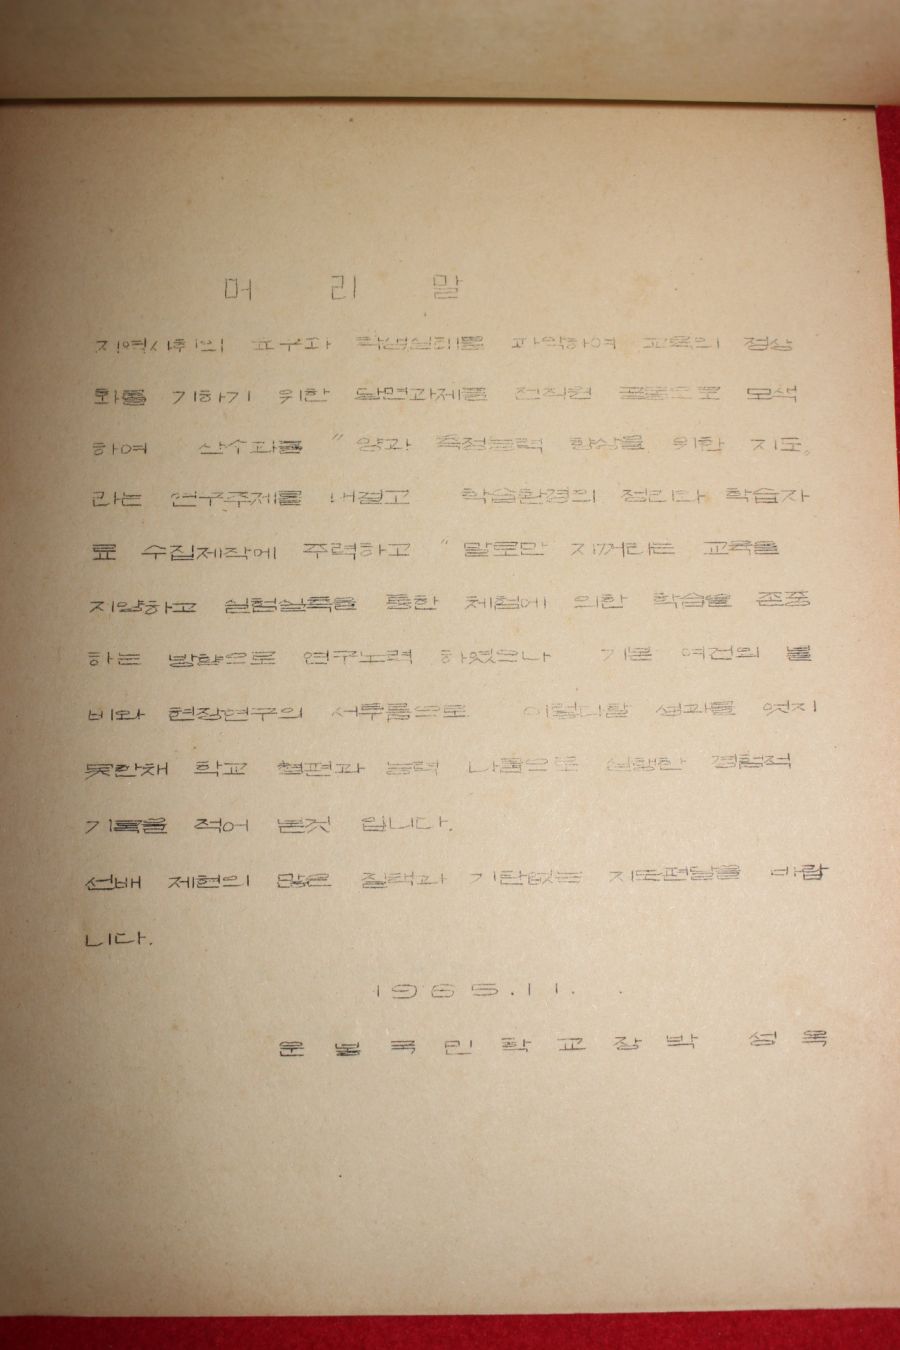 머 리 말
지역사회의 요구와 학생실태를 파악하여 교육의 정상
화를 기하기 위한 당면과제를 전직원 공동으로 모색
하여 산수과를 " 양과 측정능력 향상을 위한 지도。
라는 연구주제를 내걸고 학습환경의 정리와 학습자
료 수집제작에 주력하고 " 말로만 지꺼리는 교육을
지양하고 실험실측을 통한 체험에 의한 학습을 존중
하는 방향으로 연구노력 하였으나 기본 여건의 불
비와 현장연구의 서투름으로 이렇다할 성과를 엇지
못한채 학교 형편과 능력 나름으로 실행한 경험적
기록을 적어 본것 입니다.
선배 제현의 많은 질책과 기탄없는 지도편달을 바랍
니다.
1965.11. .
국 민 학 교 장 박 성 옥